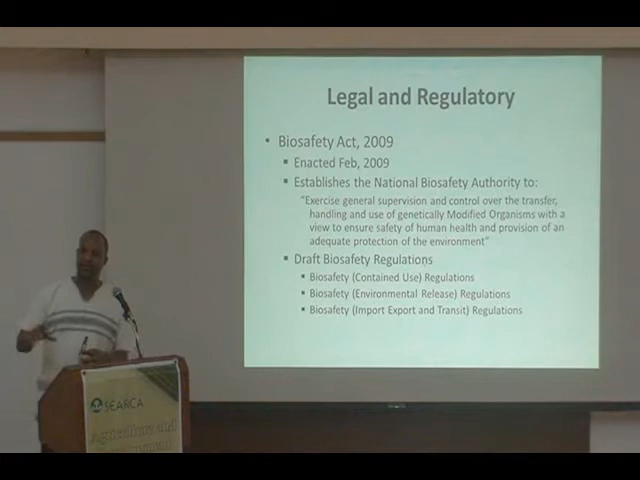 Legal and Regulatory
• Biosafety Act, 2009
▪ Enacted Feb, 2009
▪ Establishes the National Biosafety Authority to:
“Exercise general supervision and control over the transfer,
handling and use of genetically Modified Organisms with a
view to ensure safety of human health and provision of an
adequate protection of the environment”
▪ Draft Biosafety Regulations
▪ Biosafety (Contained Use) Regulations
▪ Biosafety (Environmental Release) Regulations
▪ Biosafety (Import Export and Transit) Regulations
SEARCA
Agriculture and